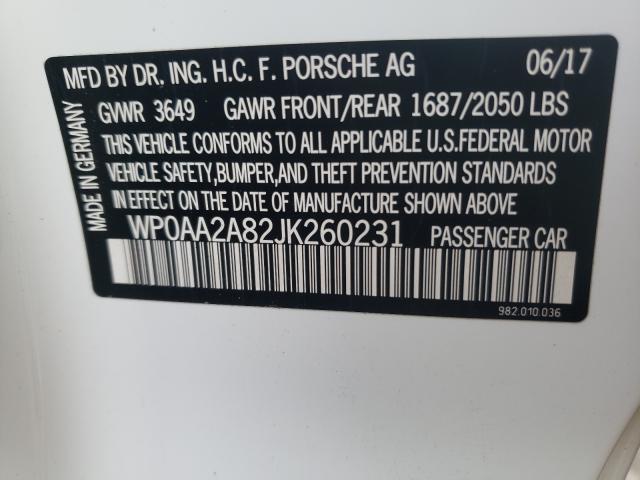 MFD BY DR. ING. H.C. F. PORSCHE AG 06/17
GVWR 3649 GAWR FRONT/REAR 1687/2050 LBS
THIS VEHICLE CONFORMS TO ALL APPLICABLE U.S.FEDERAL MOTOR
VEHICLE SAFETY,BUMPER,AND THEFT PREVENTION STANDARDS
IN EFFECT ON THE DATE OF MANUFACTURE SHOWN ABOVE
WP0AA2A82JK260231 PASSENGER CAR
MADE IN GERMANY
982.010.036